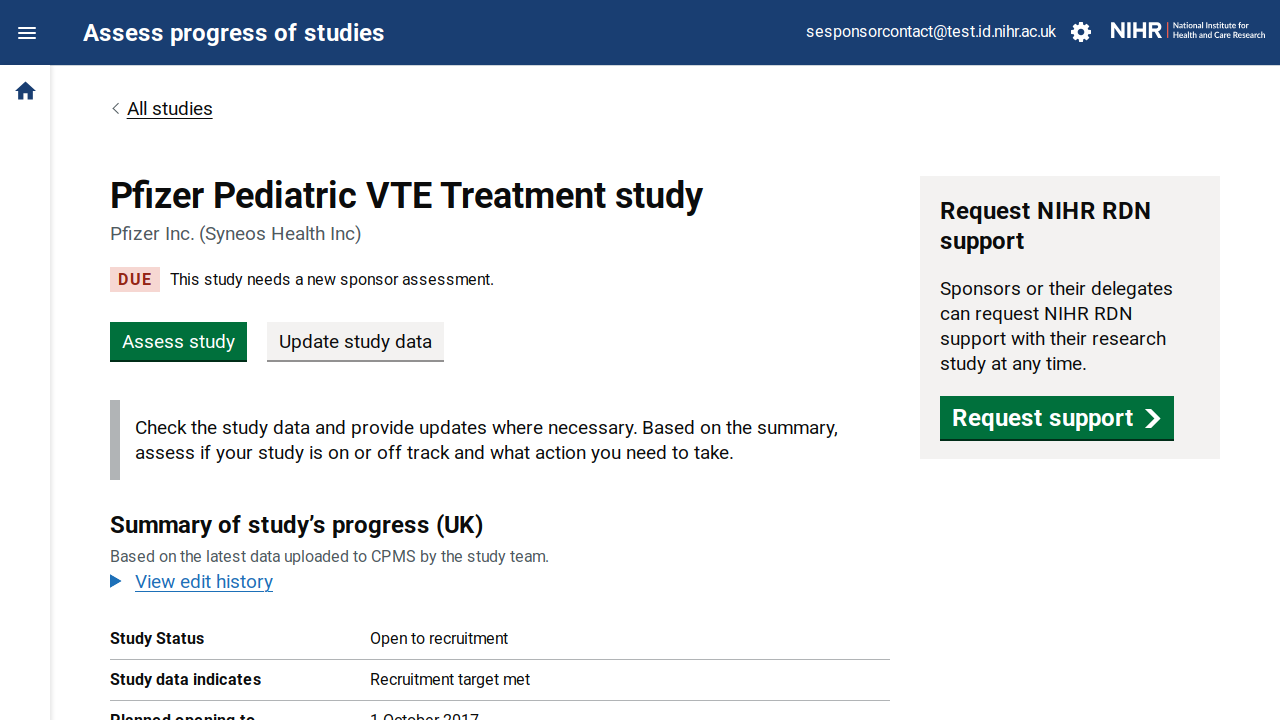 Assess progress of studies
sesponsorcontact@test.id.nihr.ac.uk
NIHR | National Institute for
Health and Care Research
All studies
Pfizer Pediatric VTE Treatment study
Pfizer Inc. (Syneos Health Inc)
DUE This study needs a new sponsor assessment.
Assess study
Update study data
Check the study data and provide updates where necessary. Based on the summary,
assess if your study is on or off track and what action you need to take.
Summary of study’s progress (UK)
Based on the latest data uploaded to CPMS by the study team.
View edit history
Study Status Open to recruitment
Study data indicates Recruitment target met
Planned opening to 1 October 2017
Request NIHR RDN
support
Sponsors or their delegates
can request NIHR RDN
support with their research
study at any time.
Request support